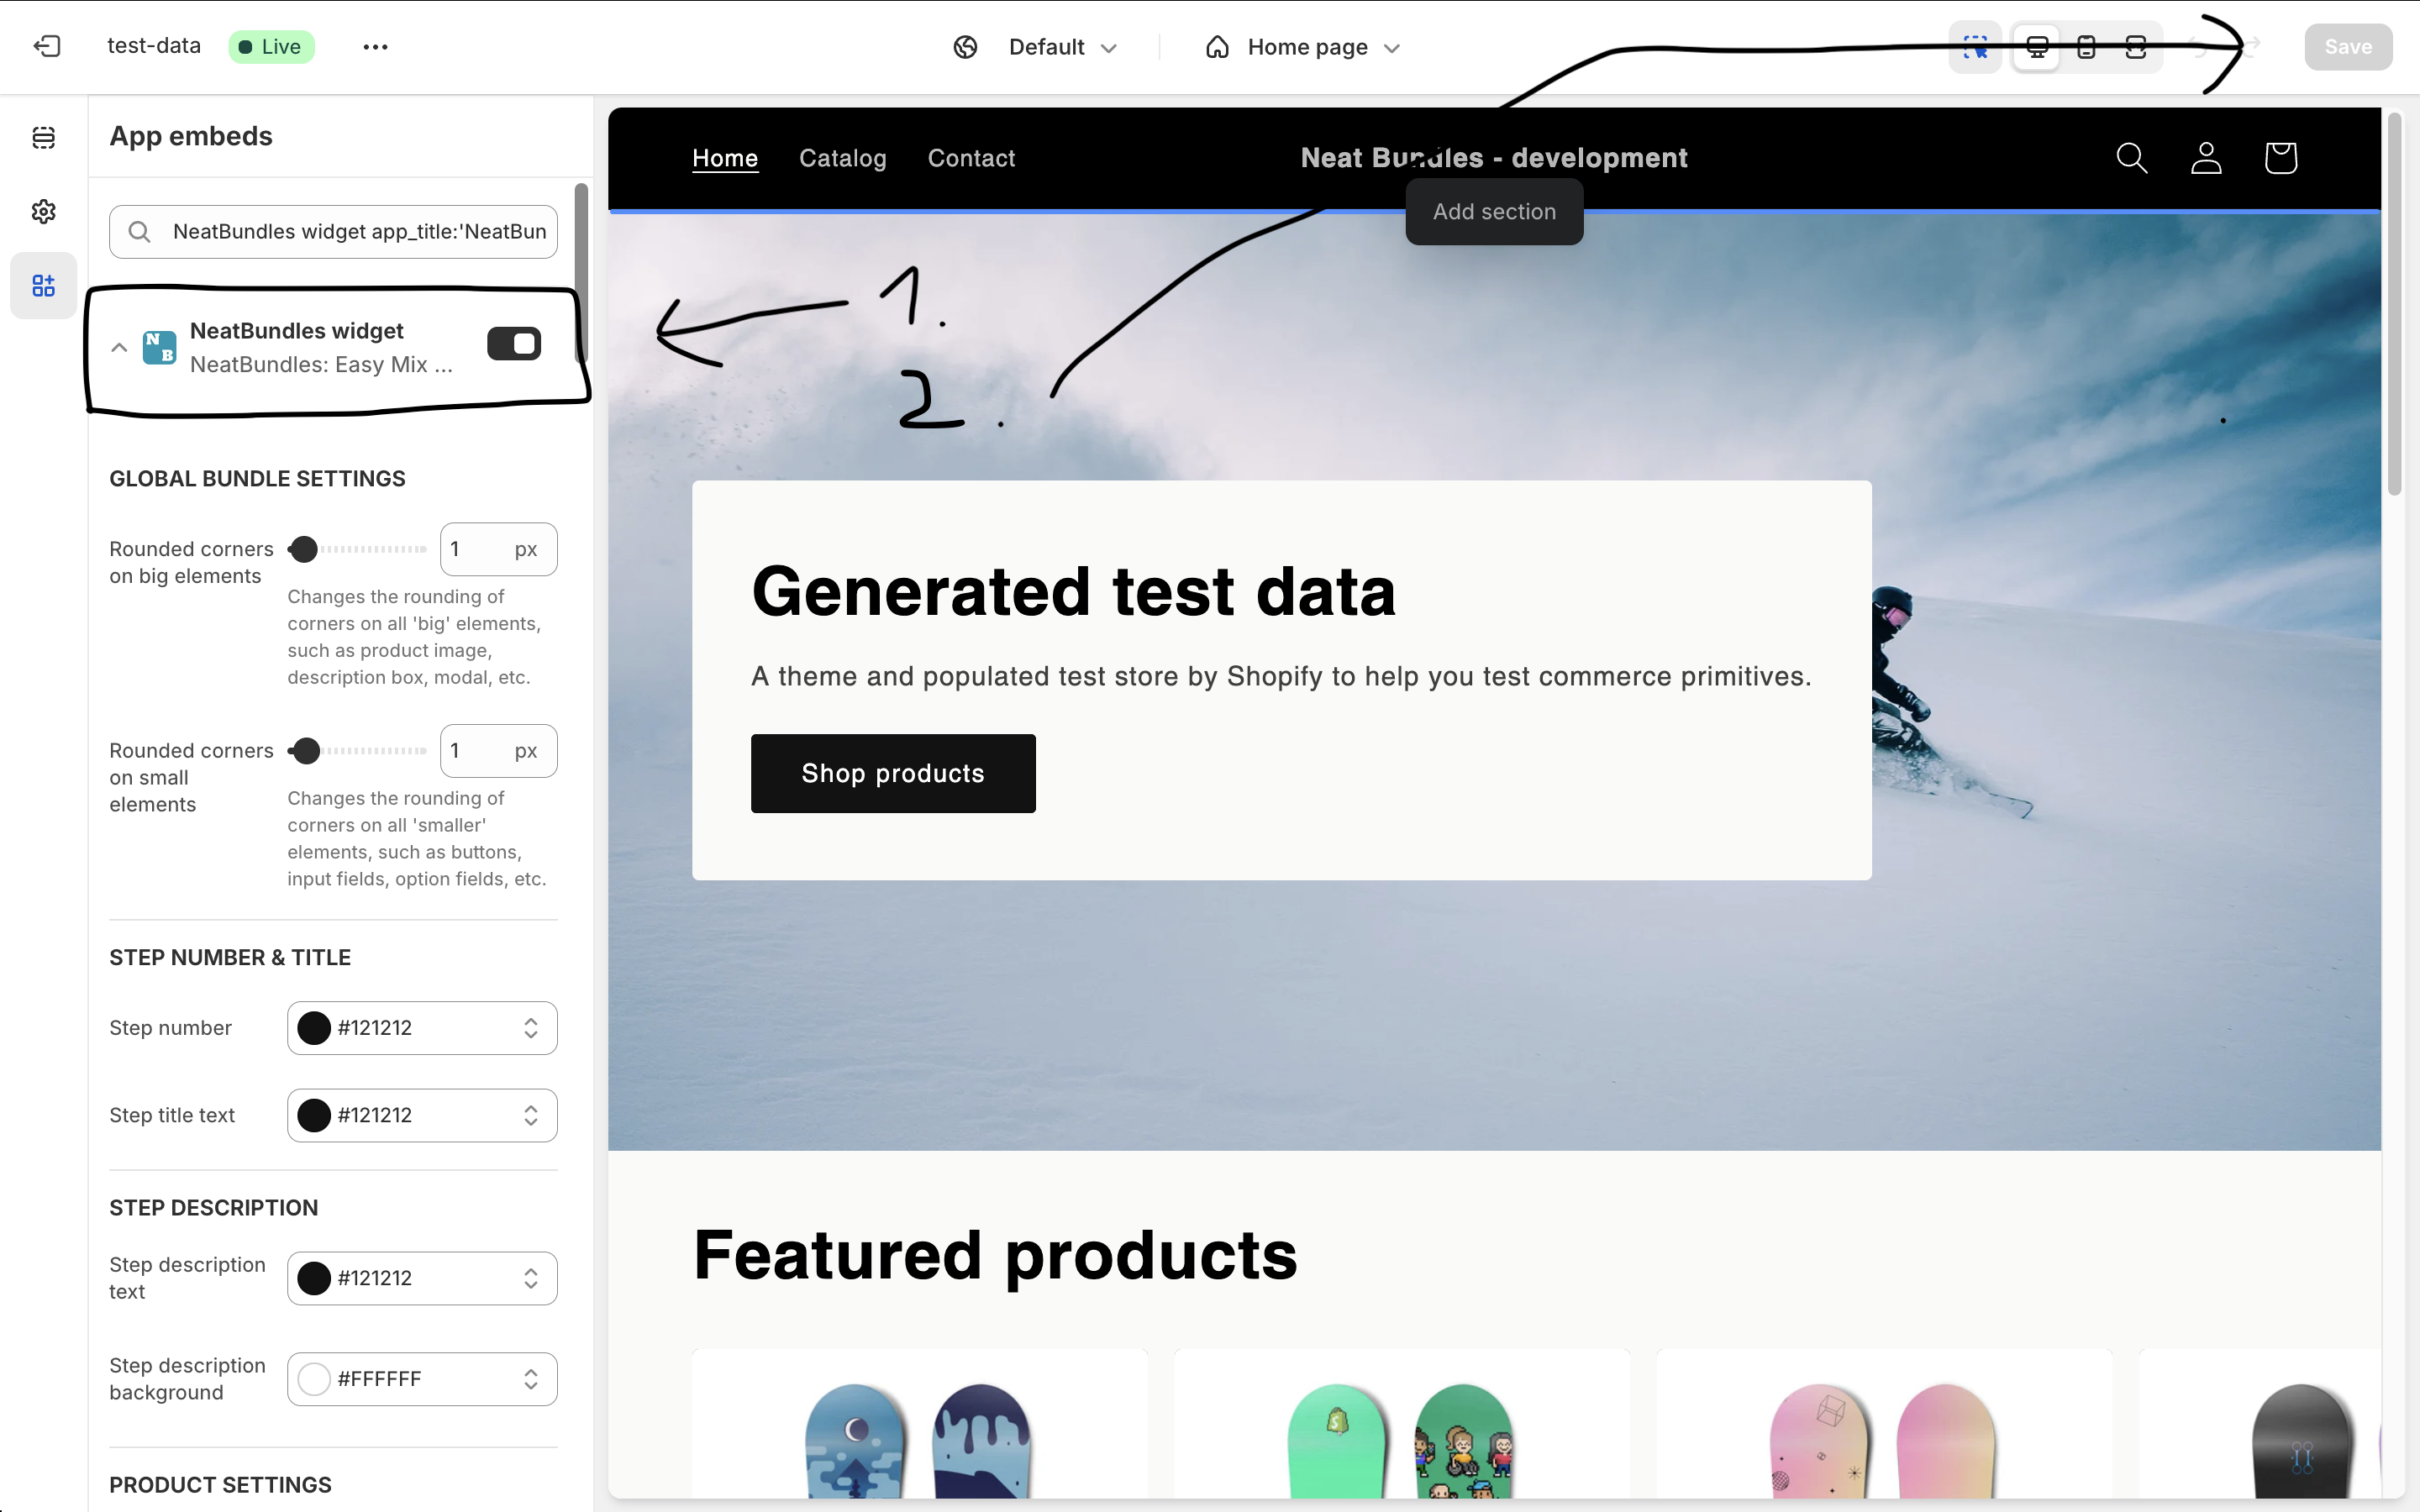 test-data
Live
Default
Home page
Save
App embeds
NeatBundles widget app_title:'NeatBun
NB
NeatBundles widget
NeatBundles: Easy Mix ...
GLOBAL BUNDLE SETTINGS
Rounded corners
on big elements
1 px
Changes the rounding of
corners on all 'big' elements,
such as product image,
description box, modal, etc.
Rounded corners
on small
elements
1 px
Changes the rounding of
corners on all 'smaller'
elements, such as buttons,
input fields, option fields, etc.
STEP NUMBER & TITLE
Step number
#121212
Step title text
#121212
STEP DESCRIPTION
Step description
text
#121212
Step description
background
#FFFFFF
PRODUCT SETTINGS
Home Catalog Contact
Neat Bundles - development
Add section
1.
2.
Generated test data
A theme and populated test store by Shopify to help you test commerce primitives.
Shop products
Featured products